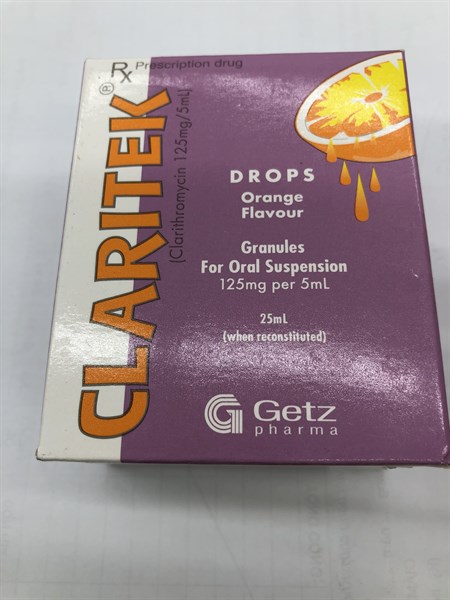 Rx Prescription drug
CLARITEK®
(Clarithromycin 125mg/5mL)
DROPS
Orange
Flavour
Granules
For Oral Suspension
125mg per 5mL
25mL
(when reconstituted)
G Getz
pharma